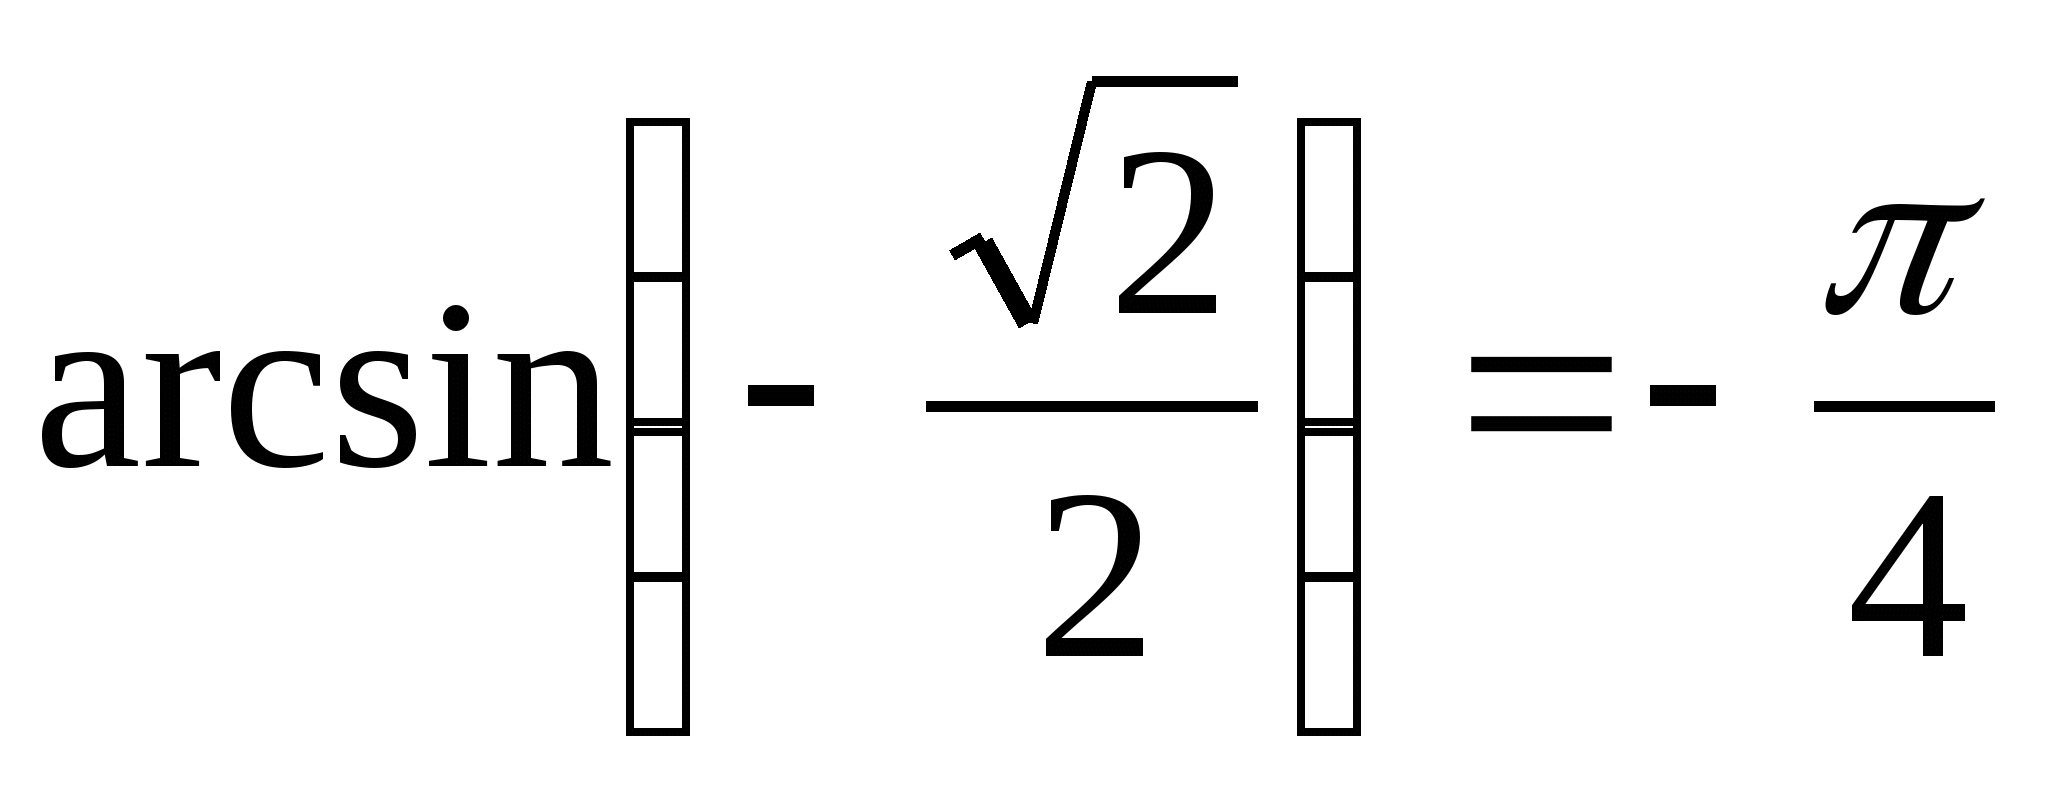 arcsin(-√2/2) = -π/4